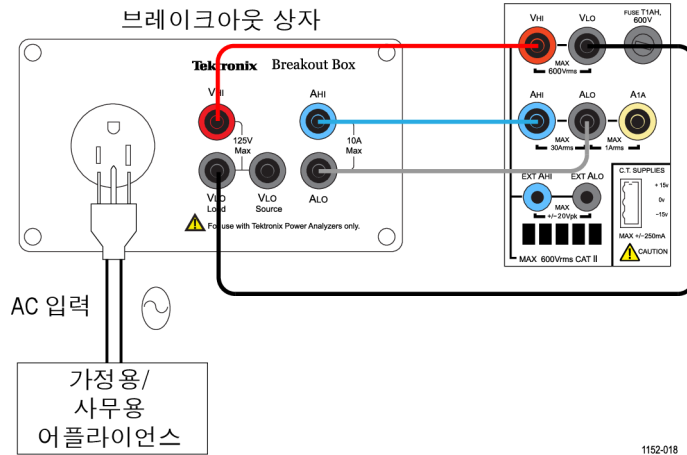 브레이크아웃 상자
Tektronix Breakout Box
VHI
AHI
125V
Max
10A
Max
VLO
Load
VLO
Source
ALO
For use with Tektronix Power Analyzers only.
AC 입력
가정용/
사무용
어플라이언스
VHI
VLO
FUSE T1AH,
600V
MAX
600Vrms
AHI
ALO
A1A
MAX
30Arms
MAX
1Arms
EXT AHI
EXT ALO
MAX
+/−20Vpk
C.T. SUPPLIES
+ 15v
0v
−15v
MAX +/−250mA
CAUTION
MAX 600Vrms CAT II
1152-018